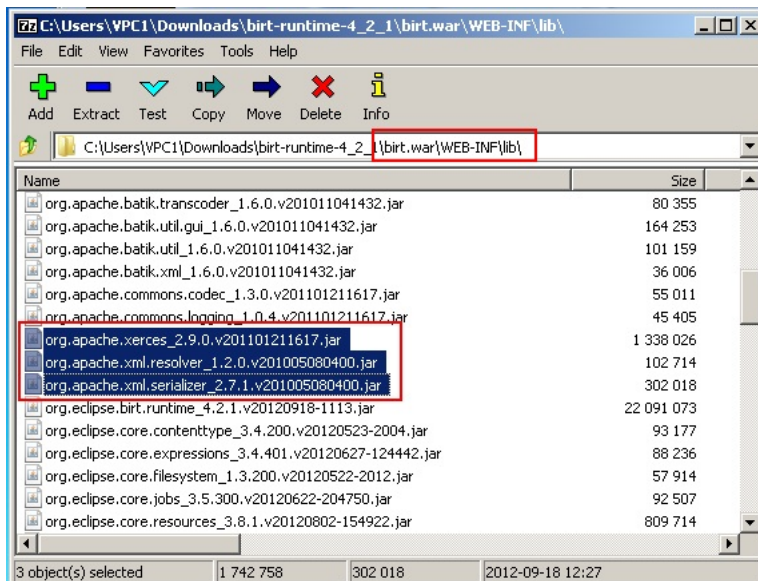 C:\Users\VPC1\Downloads\birt-runtime-4_2_1\birt.war\WEB-INF\lib\
File Edit View Favorites Tools Help
Add Extract Test Copy Move Delete Info
C:\Users\VPC1\Downloads\birt-runtime-4_2_1\birt.war\WEB-INF\lib\
Name Size
org.apache.batik.transcoder_1.6.0.v201011041432.jar 80 355
org.apache.batik.util.gui_1.6.0.v201011041432.jar 164 253
org.apache.batik.util_1.6.0.v201011041432.jar 101 159
org.apache.batik.xml_1.6.0.v201011041432.jar 36 006
org.apache.commons.codec_1.3.0.v201101211617.jar 55 011
org.apache.commons.logging_1.0.4.v201101211617.jar 45 405
org.apache.xerces_2.9.0.v201101211617.jar 1 338 026
org.apache.xml.resolver_1.2.0.v201005080400.jar 102 714
org.apache.xml.serializer_2.7.1.v201005080400.jar 302 018
org.eclipse.birt.runtime_4.2.1.v20120918-1113.jar 22 091 073
org.eclipse.core.contenttype_3.4.200.v20120523-2004.jar 93 177
org.eclipse.core.expressions_3.4.401.v20120627-124442.jar 88 236
org.eclipse.core.filesystem_1.3.200.v20120522-2012.jar 57 914
org.eclipse.core.jobs_3.5.300.v20120622-204750.jar 92 507
org.eclipse.core.resources_3.8.1.v20120802-154922.jar 809 714
3 object(s) selected 1 742 758 302 018 2012-09-18 12:27